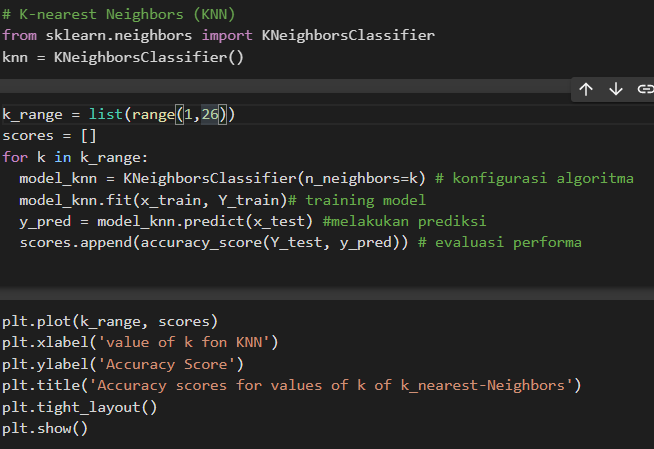 # K-nearest Neighbors (KNN)
from sklearn.neighbors import KNeighborsClassifier
knn = KNeighborsClassifier()
k_range = list(range(1,26))
scores = []
for k in k_range:
  model_knn = KNeighborsClassifier(n_neighbors=k) # konfigurasi algoritma
  model_knn.fit(x_train, Y_train)# training model
  y_pred = model_knn.predict(x_test) #melakukan prediksi
  scores.append(accuracy_score(Y_test, y_pred)) # evaluasi performa
plt.plot(k_range, scores)
plt.xlabel('value of k fon KNN')
plt.ylabel('Accuracy Score')
plt.title('Accuracy scores for values of k of k_nearest-Neighbors')
plt.tight_layout()
plt.show()